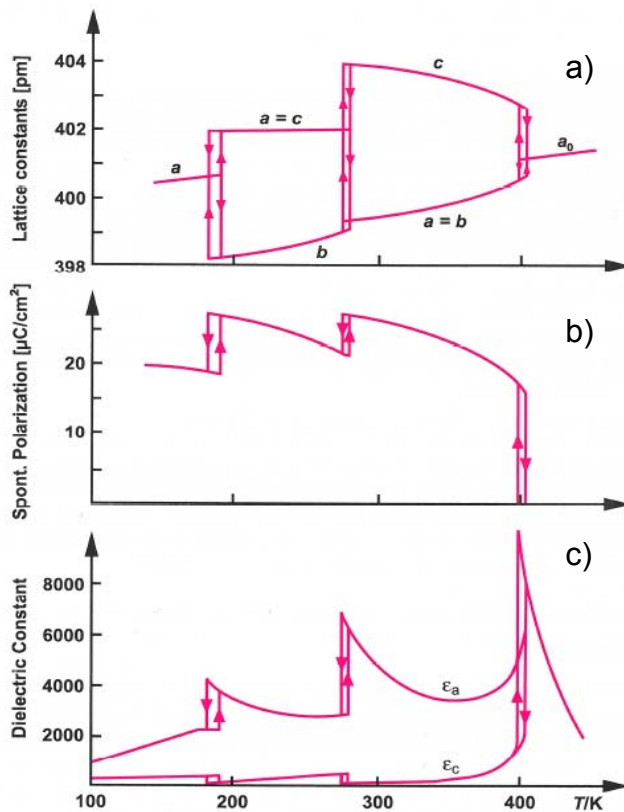 Lattice constants [pm]
404
402
400
398
a
a = c
b
c
a = b
a₀
a)
Spont. Polarization [µC/cm²]
20
10
b)
Dielectric Constant
8000
6000
4000
2000
εₐ
ε꜀
c)
100
200
300
400
T/K